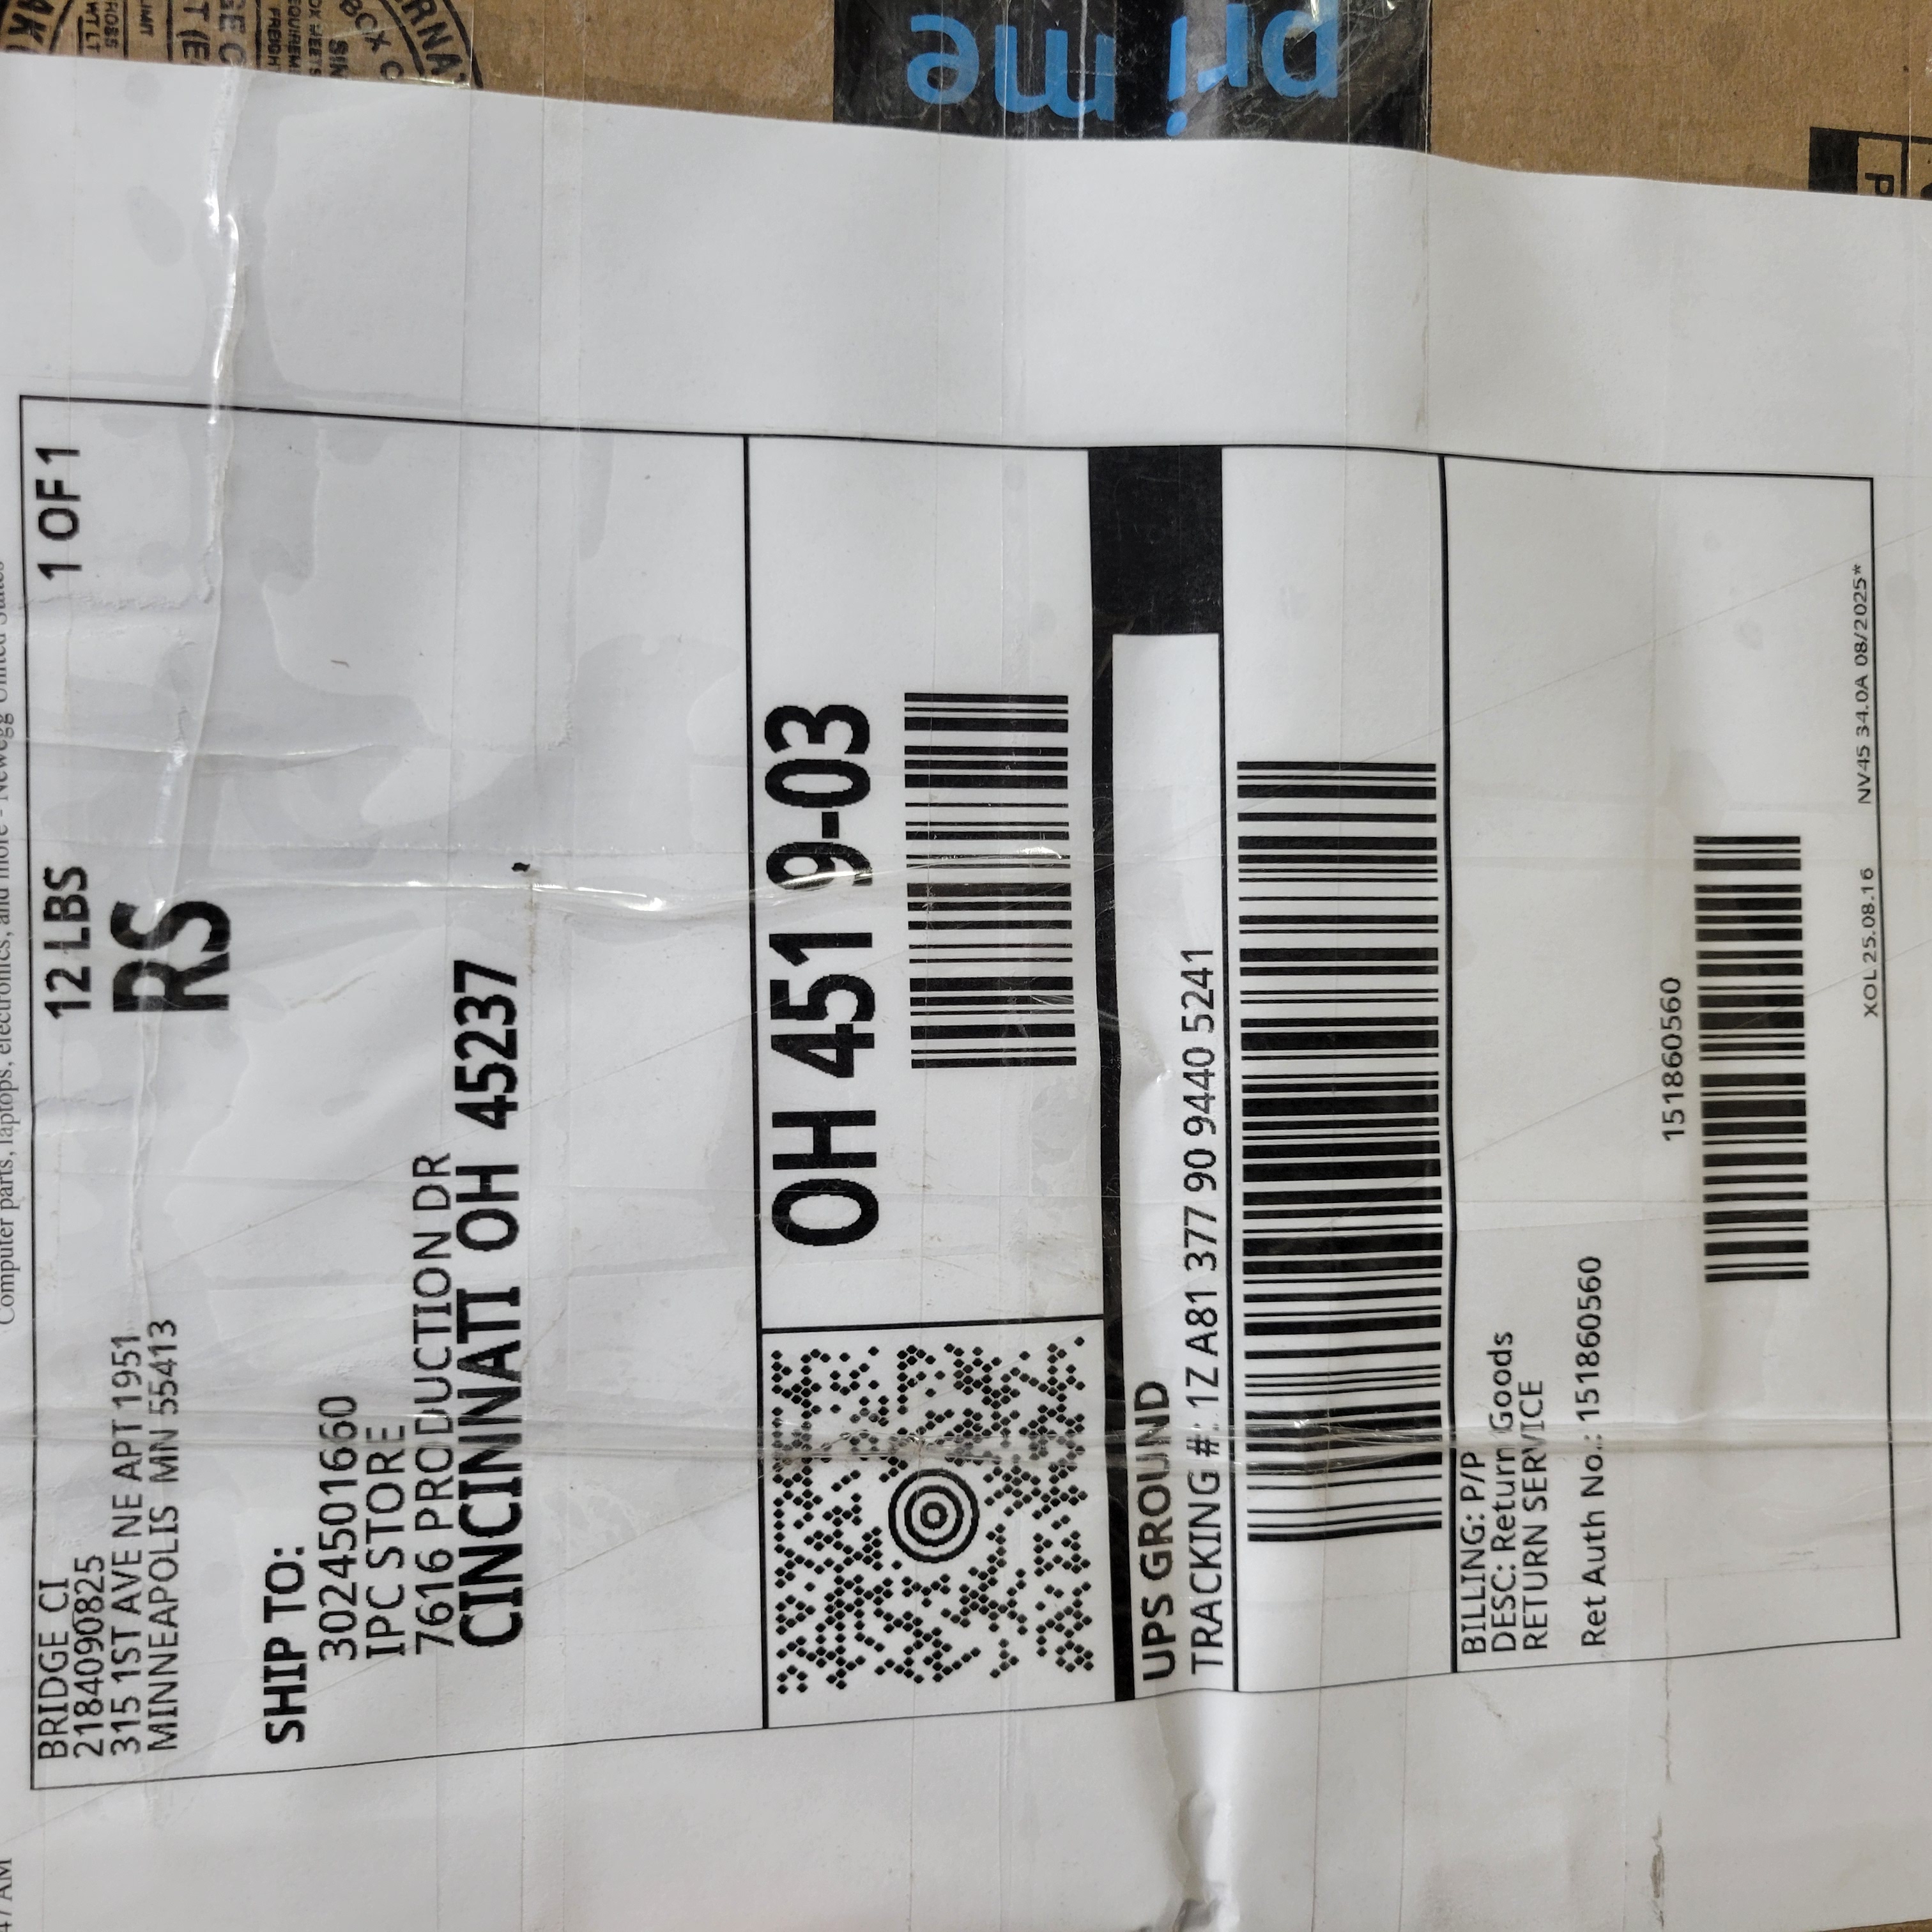 Computer parts, laptops, electronics, and more - Newegg United States
BRIDGE CI
2184090825
315 1ST AVE NE APT 1951
MINNEAPOLIS MN 55413
12 LBS
1 OF 1
RS
SHIP TO:
3024501660
IPC STORE
7616 PRODUCTION DR
CINCINNATI OH 45237
OH 451 9-03
UPS GROUND
TRACKING #: 1Z A81 377 90 9440 5241
BILLING: P/P
DESC: Return Goods
RETURN SERVICE
Ret Auth No.: 151860560
151860560
XOL 25.08.16
NV45 34.0A 08/2025*
prime